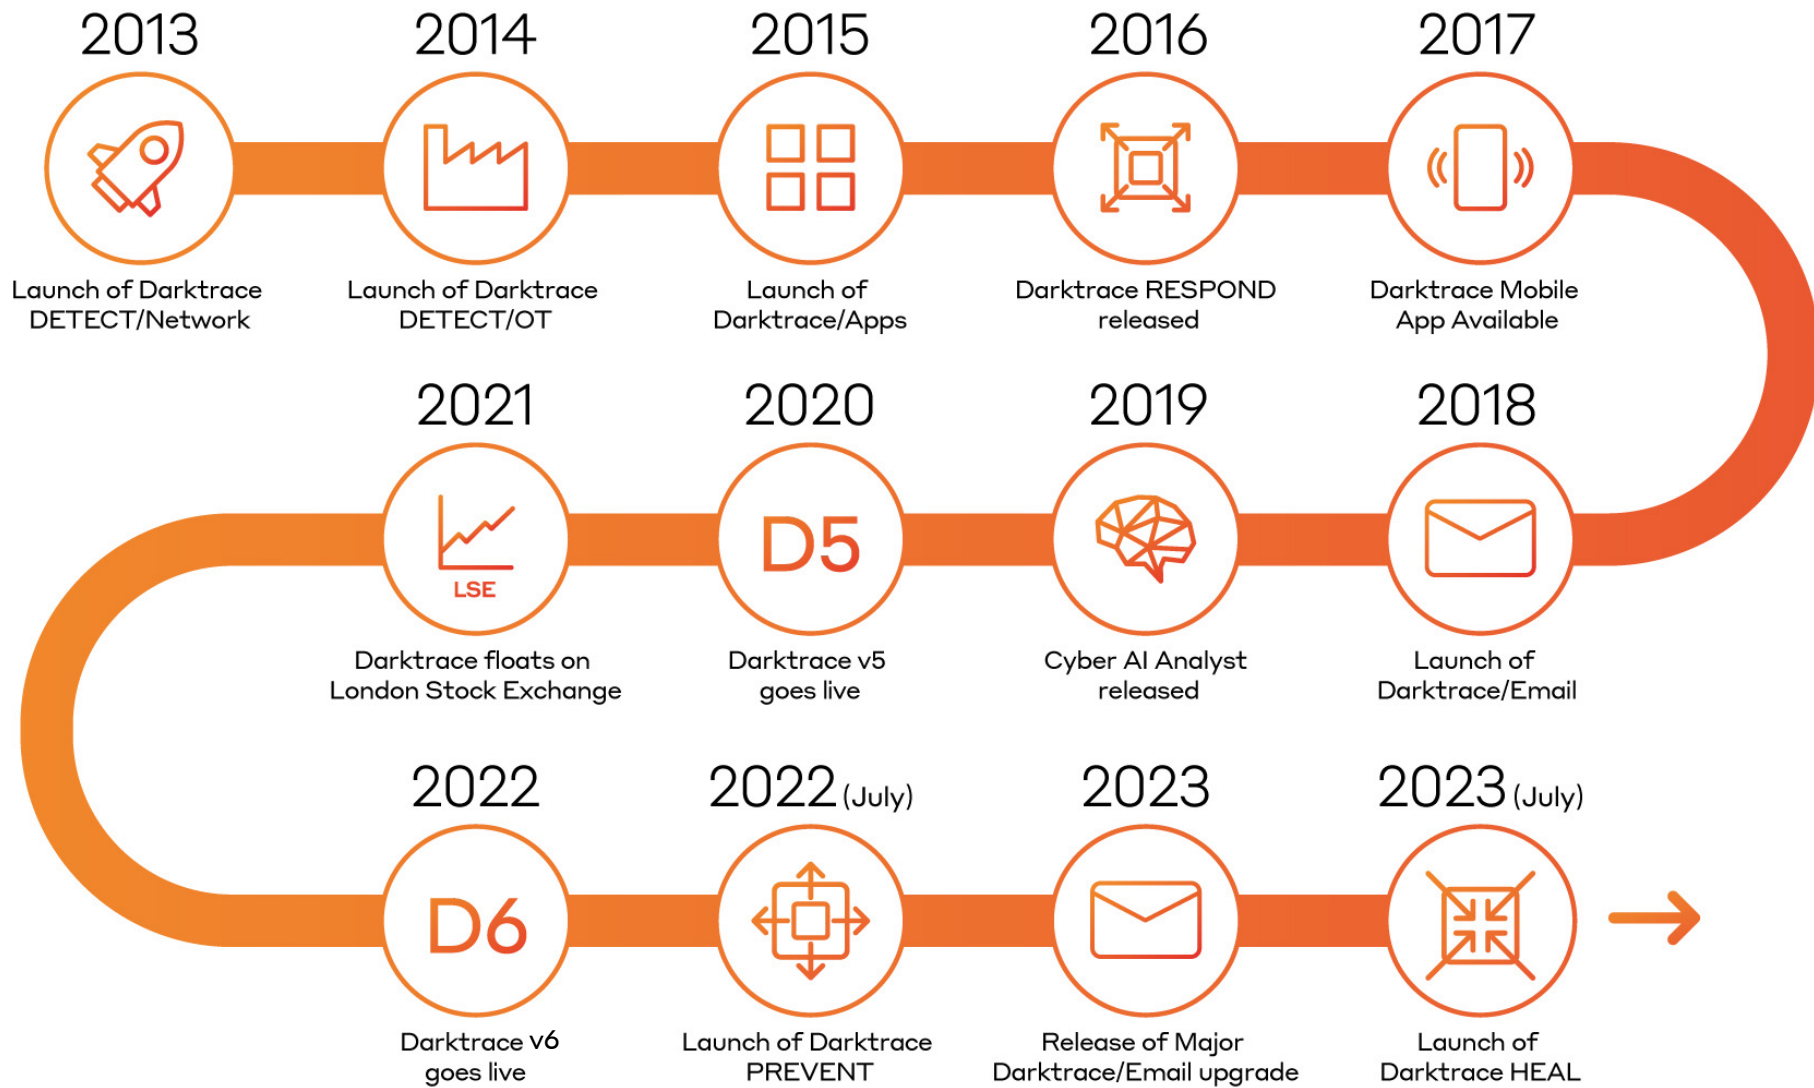 2013
Launch of Darktrace
DETECT/Network
2014
Launch of Darktrace
DETECT/OT
2015
Launch of
Darktrace/Apps
2016
Darktrace RESPOND
released
2017
Darktrace Mobile
App Available
2018
Launch of
Darktrace/Email
2019
Cyber AI Analyst
released
2020
D5
Darktrace v5
goes live
2021
LSE
Darktrace floats on
London Stock Exchange
2022
D6
Darktrace v6
goes live
2022 (July)
Launch of Darktrace
PREVENT
2023
Release of Major
Darktrace/Email upgrade
2023 (July)
Launch of
Darktrace HEAL